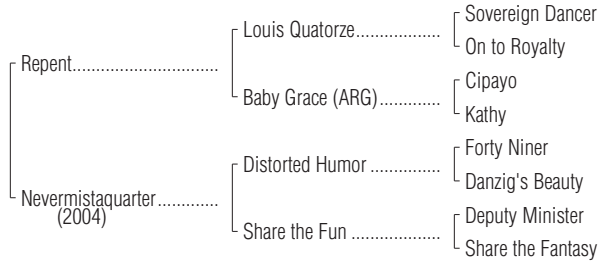 Sovereign Dancer
Louis Quatorze..................
On to Royalty
Repent...............................
Cipayo
Baby Grace (ARG).............
Kathy
Forty Niner
Distorted Humor ...............
Danzig's Beauty
Nevermistaquarter.............
(2004)
Deputy Minister
Share the Fun ...................
Share the Fantasy